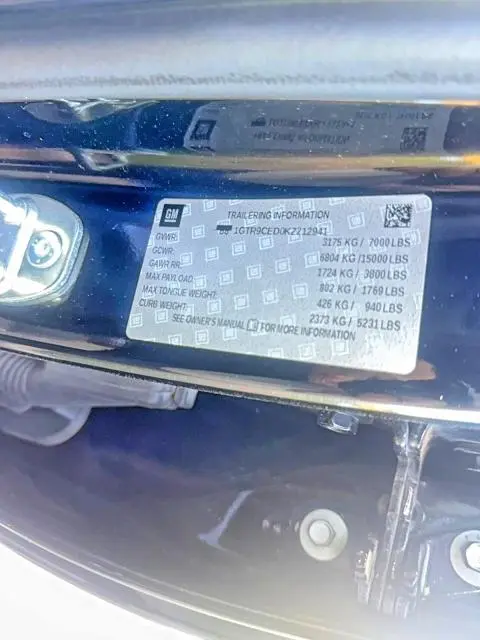 GM TRAILERING INFORMATION
1GTR9CED0KZ212941
GVWR: 3175 KG / 7000 LBS
GCWR: 6804 KG /15000 LBS
GAWR RR: 1724 KG / 3800 LBS
MAX PAYLOAD: 802 KG / 1769 LBS
MAX TONGUE WEIGHT: 426 KG / 940 LBS
CURB WEIGHT: 2373 KG / 5231 LBS
SEE OWNER'S MANUAL FOR MORE INFORMATION